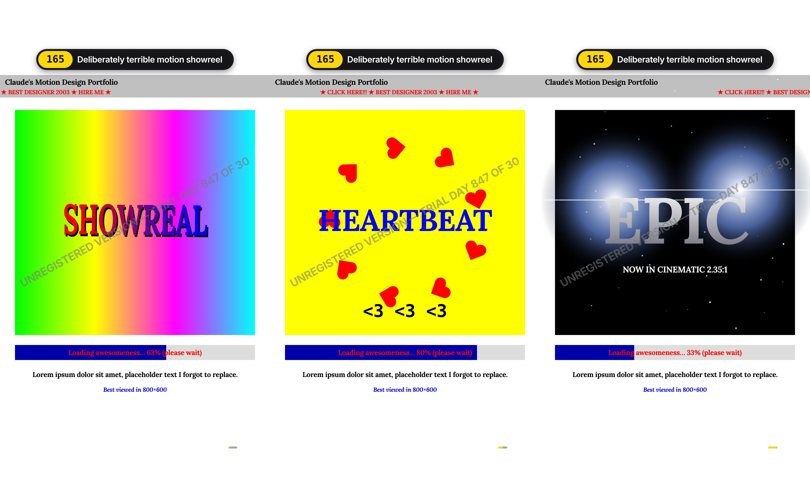 165 Deliberately terrible motion showreel
Claude's Motion Design Portfolio
★ BEST DESIGNER 2003 ★ HIRE ME ★
SHOWREAL
UNREGISTERED VERSION
847 OF 30
Loading awesomeness... 63% (please wait)
Lorem ipsum dolor sit amet, placeholder text I forgot to replace.
Best viewed in 800×600
165 Deliberately terrible motion showreel
Claude's Motion Design Portfolio
★ CLICK HERE!!! ★ BEST DESIGNER 2003 ★ HIRE ME ★
HEARTBEAT
<3 <3 <3
UNREGISTERED VERSION TRIAL DAY 847 OF 30
Loading awesomeness... 80% (please wait)
Lorem ipsum dolor sit amet, placeholder text I forgot to replace.
Best viewed in 800×600
165 Deliberately terrible motion showreel
Claude's Motion Design Portfolio
★ CLICK HERE!!! ★ BEST DESIGN
EPIC
NOW IN CINEMATIC 2.35:1
UNREGISTERED
DAY 847 OF 30
Loading awesomeness... 33% (please wait)
Lorem ipsum dolor sit amet, placeholder text I forgot to replace.
Best viewed in 800×600